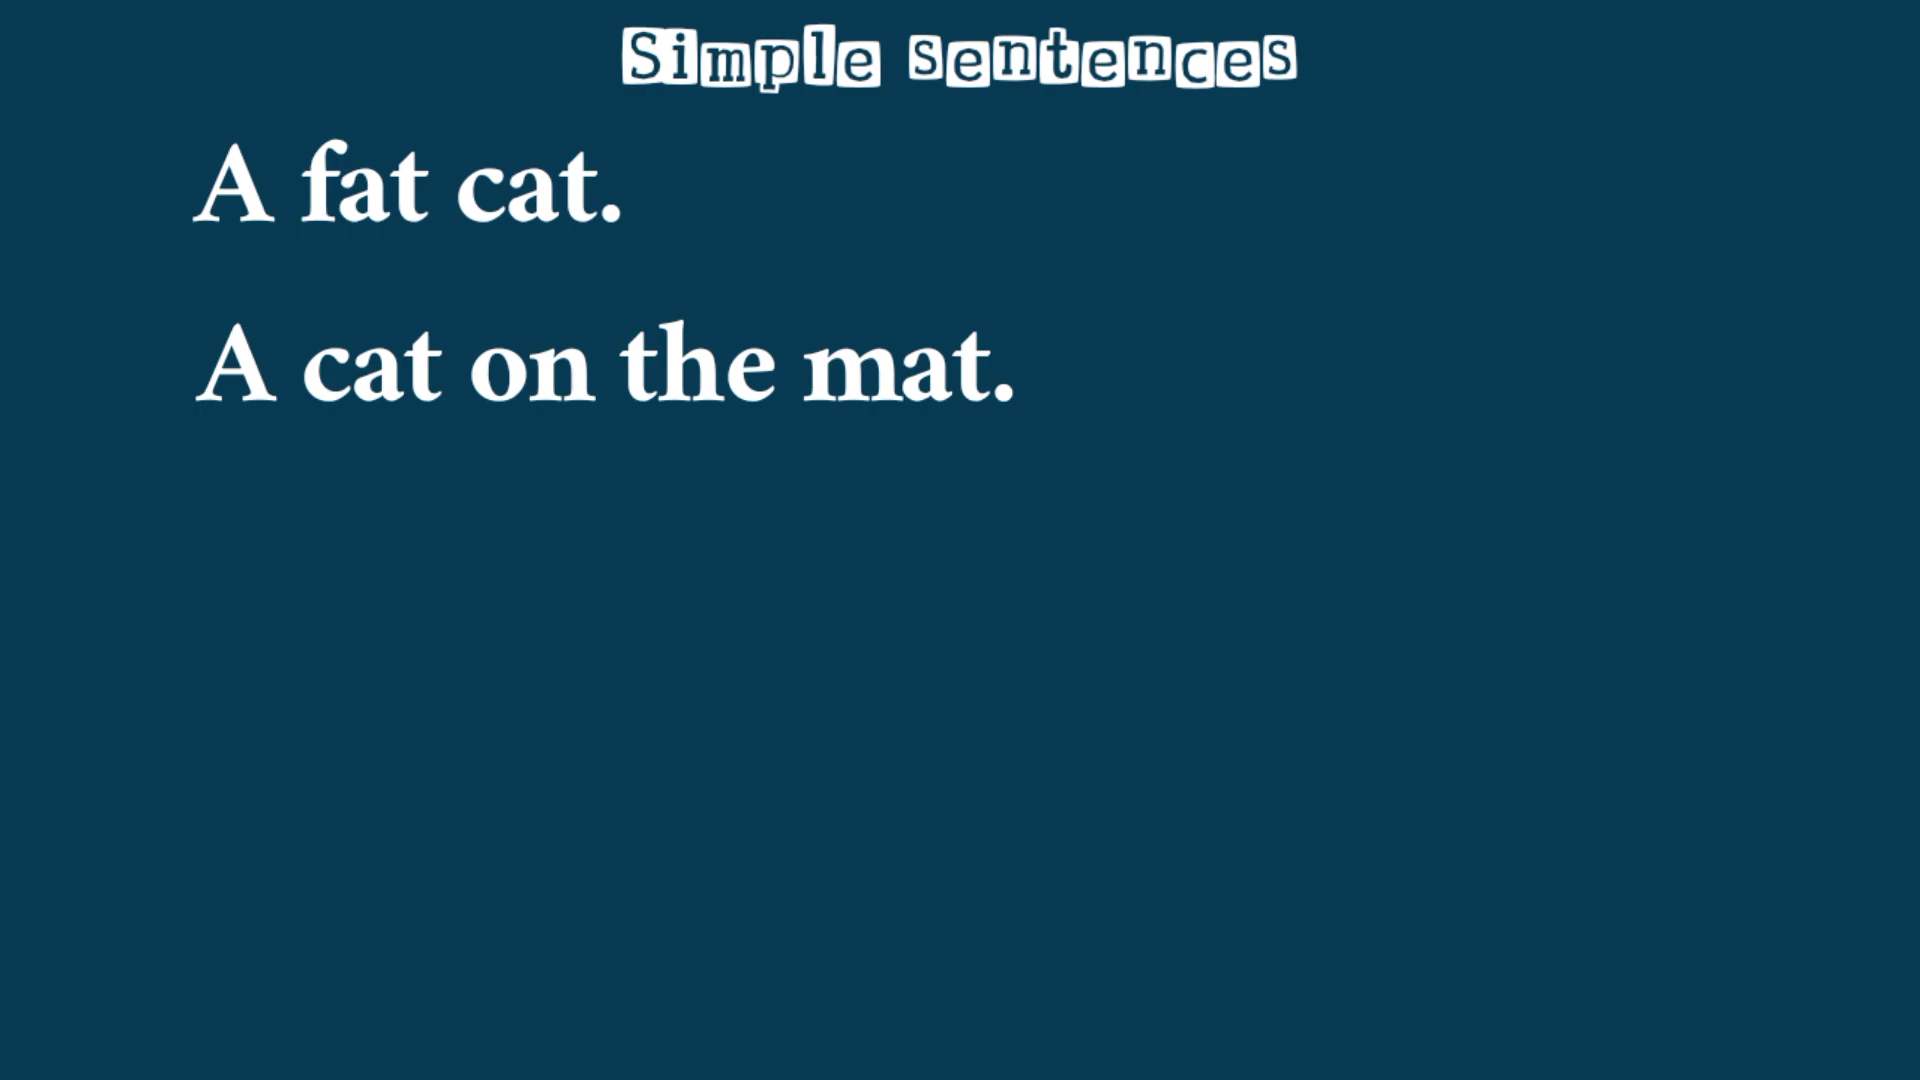 Simple sentences
A fat cat.
A cat on the mat.